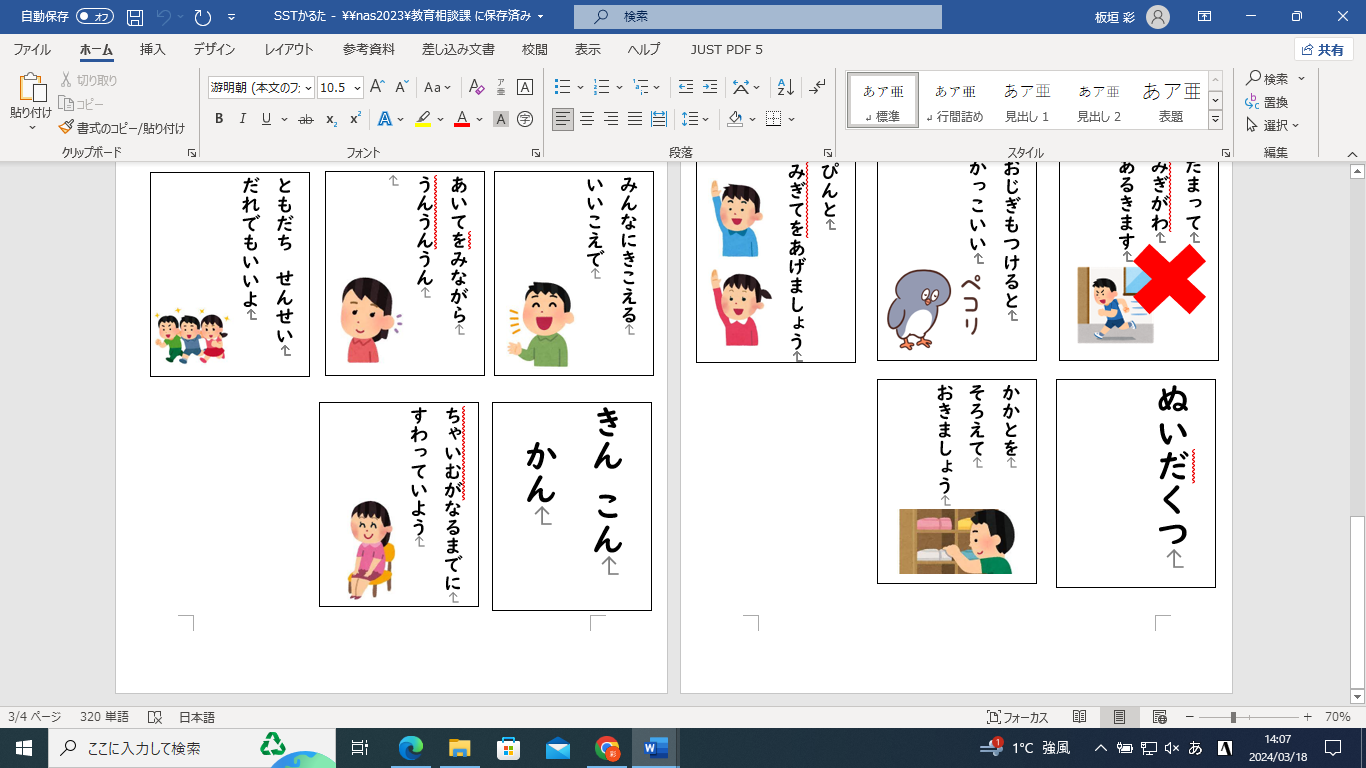 自動保存
オフ
SSTかるた - ¥¥nas2023¥教育相談課 に保存済み
検索
板垣 彩
ファイル
ホーム
挿入
デザイン
レイアウト
参考資料
差し込み文書
校閲
表示
ヘルプ
JUST PDF 5
共有
貼り付け
切り取り
コピー
書式のコピー/貼り付け
クリップボード
游明朝 (本文のフ
10.5
フォント
段落
あア亜
標準
あア亜
行間詰め
あア亜
見出し 1
あア亜
見出し 2
あア亜
表題
スタイル
検索
置換
選択
編集
ともだち せんせい
だれでもいいよ
あいてをみながら
うんうんうん
みんなにきこえる
いいこえで
ちゃいむがなるまでに
すわっていよう
きん こん
かん
ぴんと
みぎてをあげましょう
おじぎもつけると
かっこいい
ペコリ
だまって
みぎがわ
あるきます
かかとを
そろえて
おきましょう
ぬいだくつ
3/4 ページ
320 単語
日本語
フォーカス
70%
ここに入力して検索
1°C 強風
あ
14:07
2024/03/18